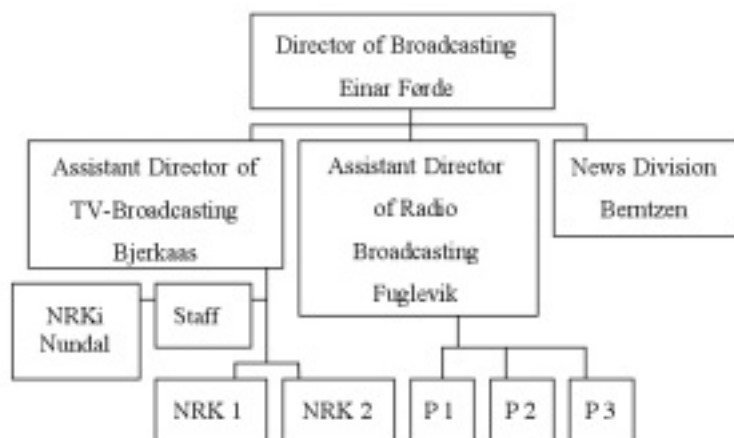 Director of Broadcasting
Einar Førde
Assistant Director of
TV-Broadcasting
Bjerkaas
Assistant Director
of Radio
Broadcasting
Fuglevik
News Division
Berntzen
NRKi
Nundal
Staff
NRK 1
NRK 2
P 1
P 2
P 3